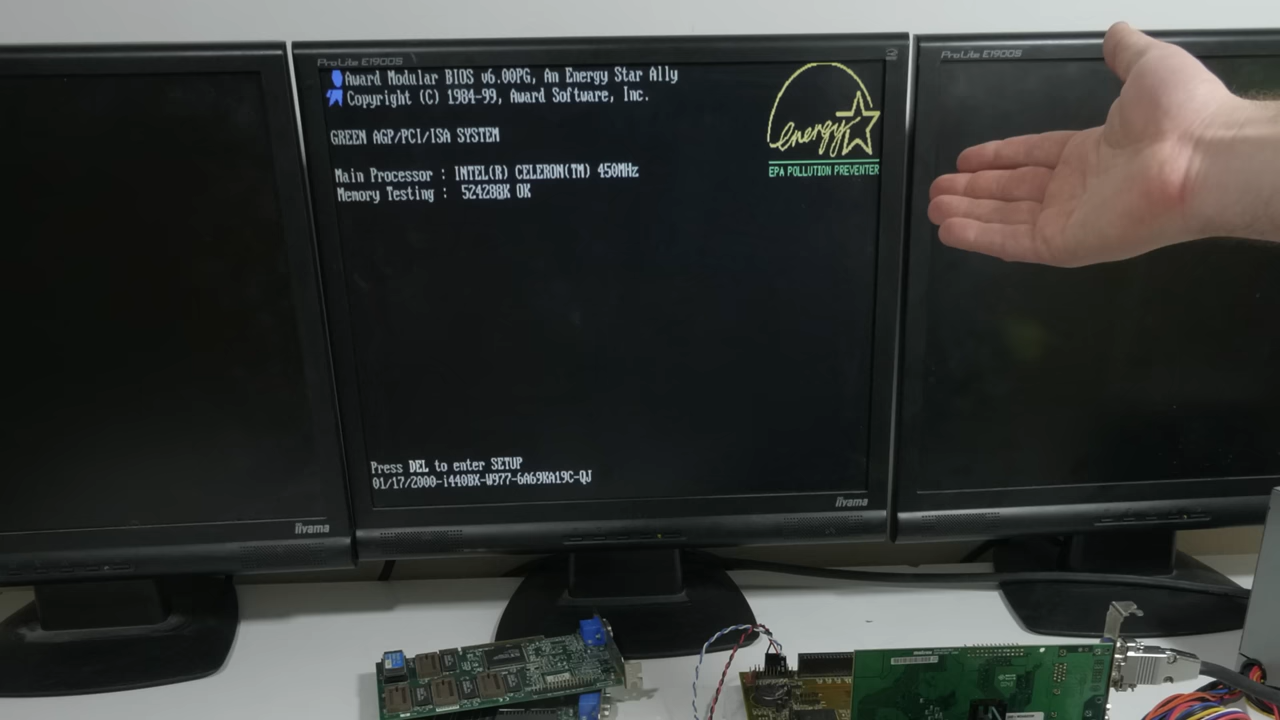 ProLite E1900S
ProLite E1900S
ProLite E1900S
Award Modular BIOS v6.00PG, An Energy Star Ally
Copyright (C) 1984-99, Award Software, Inc.
energy
EPA POLLUTION PREVENTER
GREEN AGP/PCI/ISA SYSTEM
Main Processor : INTEL(R) CELERON(TM) 450MHz
Memory Testing : 524288K OK
Press DEL to enter SETUP
01/17/2000-i440BX-W977-6A69KA19C-QJ
iiyama
iiyama